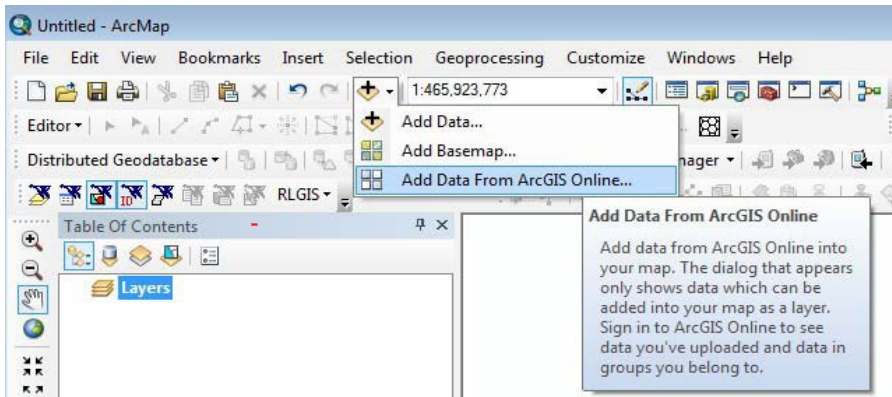 Untitled - ArcMap
File Edit View Bookmarks Insert Selection Geoprocessing Customize Windows Help
1:465,923,773
Editor
Add Data...
Add Basemap...
Distributed Geodatabase
nager
Add Data From ArcGIS Online...
ID
RLGIS
Add Data From ArcGIS Online
Table Of Contents
Layers
Add data from ArcGIS Online into
your map. The dialog that appears
only shows data which can be
added into your map as a layer.
Sign in to ArcGIS Online to see
data you've uploaded and data in
groups you belong to.